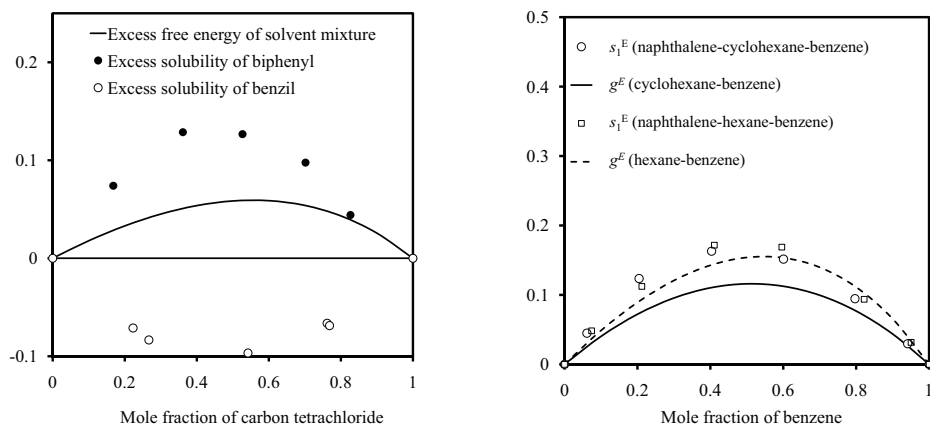 Excess free energy of solvent mixture
Excess solubility of biphenyl
Excess solubility of benzil
0.2
0.1
0
-0.1
0 0.2 0.4 0.6 0.8 1
Mole fraction of carbon tetrachloride
0.5
0.4
0.3
0.2
0.1
0
s₁ᴱ (naphthalene-cyclohexane-benzene)
gᴱ (cyclohexane-benzene)
s₁ᴱ (naphthalene-hexane-benzene)
gᴱ (hexane-benzene)
0 0.2 0.4 0.6 0.8 1
Mole fraction of benzene